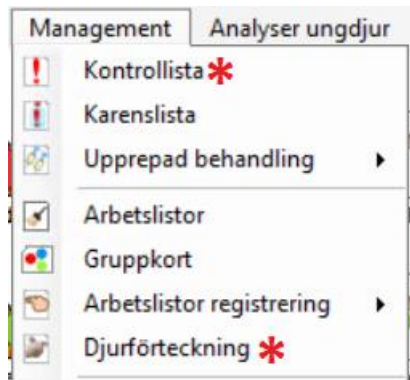 Management Analyser ungdjur
Kontrollista
Karenslista
Upprepad behandling
Arbetslistor
Gruppkort
Arbetslistor registrering
Djurförteckning